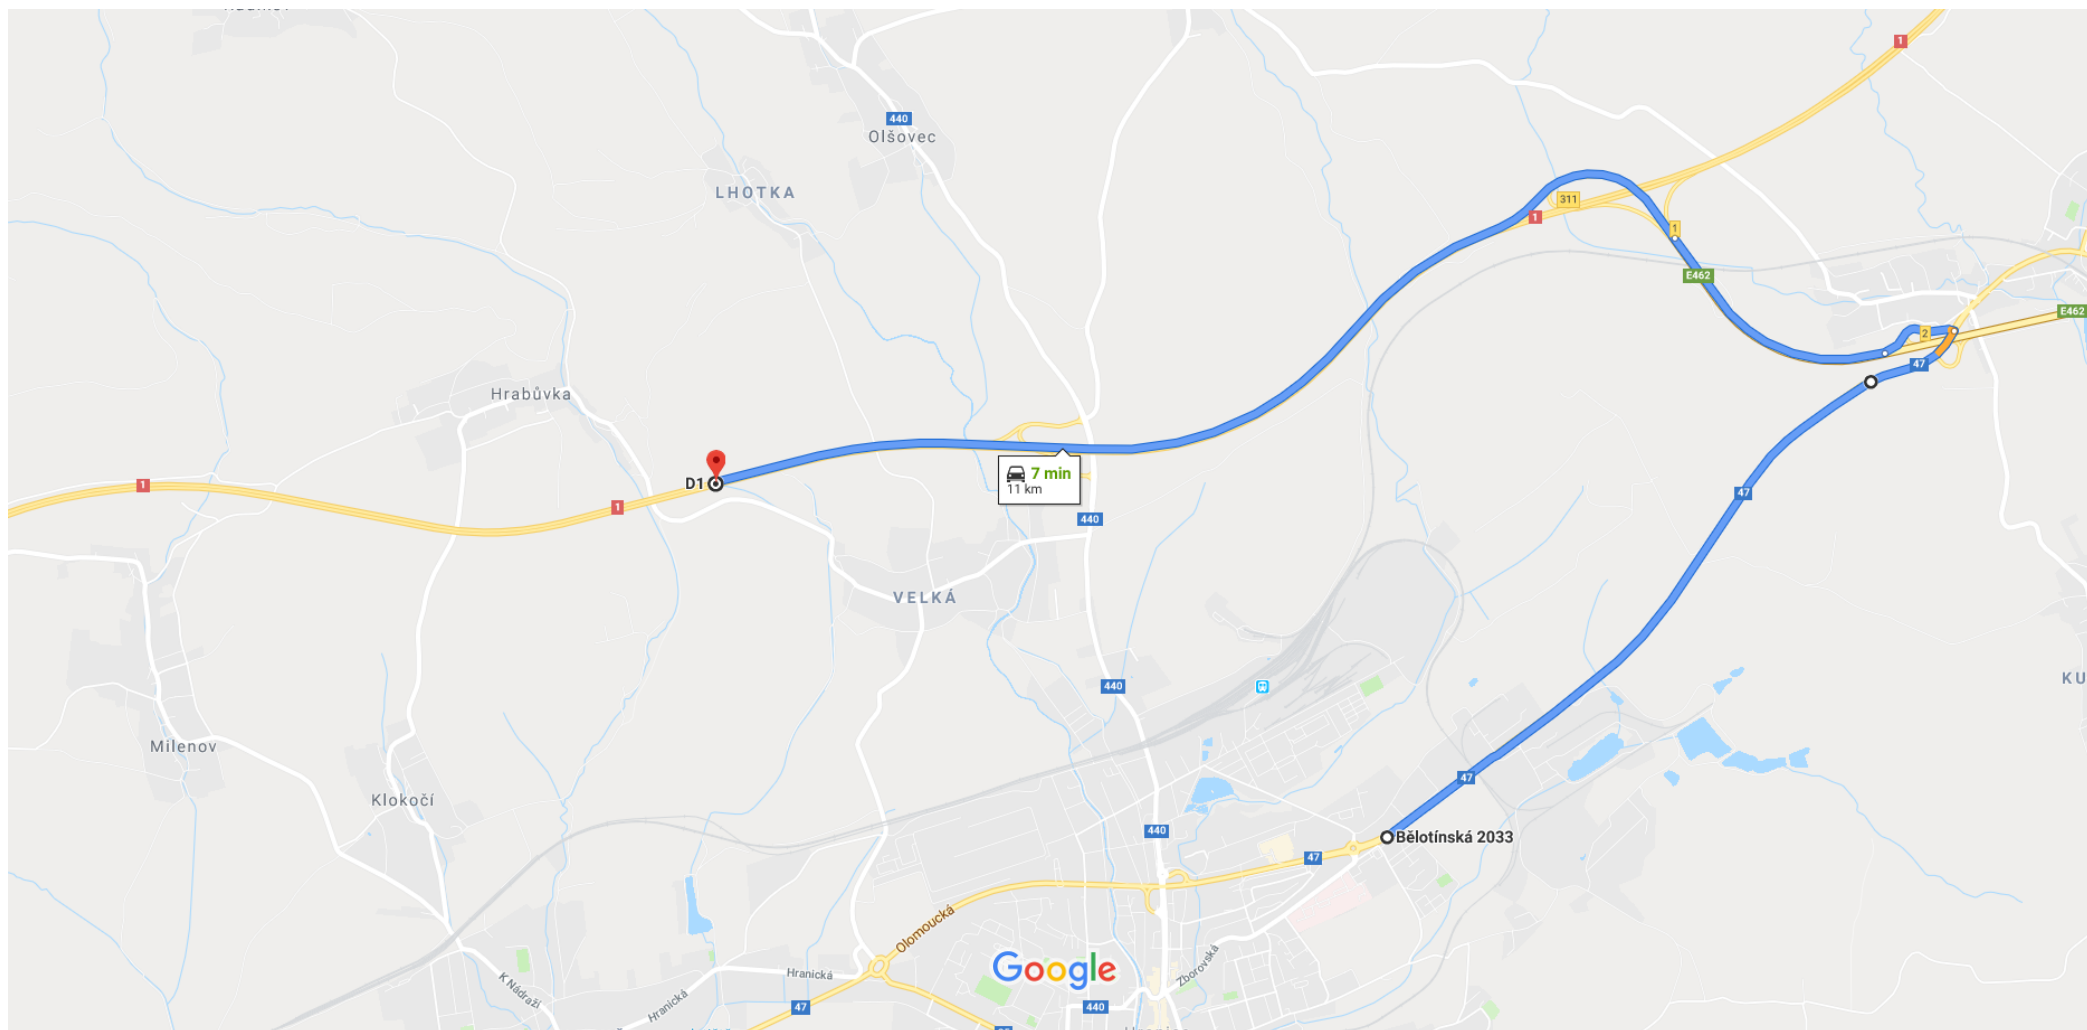 1
440
Olšovec
LHOTKA
311
1
1
E462
E462
2
47
Hrabůvka
7 min
11 km
D1
1
1
440
47
VELKÁ
440
KU
Milenov
47
Klokočí
440
Bělotínská 2033
47
Olomoucká
Google
Zborovská
Hranická
K Nádraží
Hranická
47
440